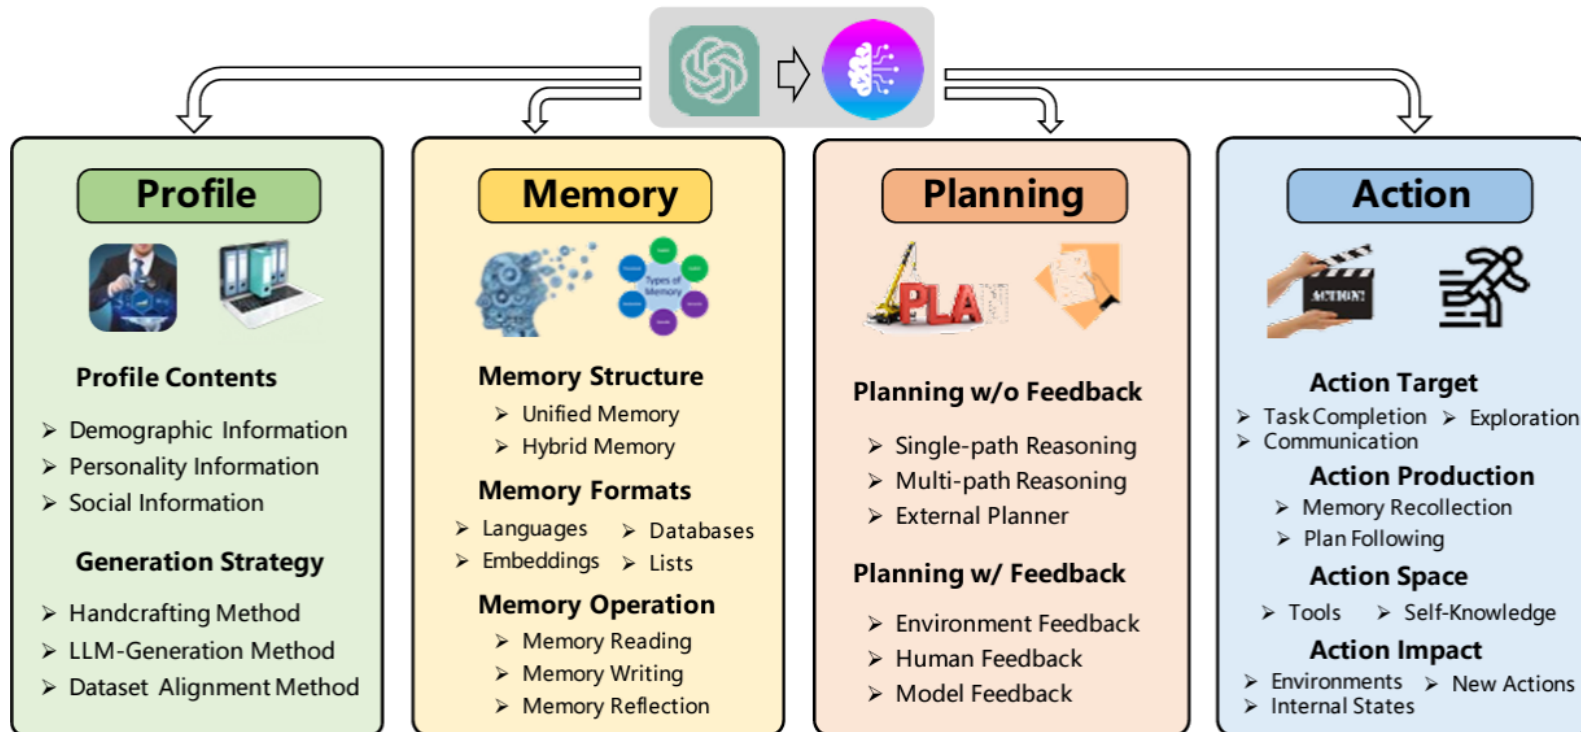 Profile
Profile Contents
Demographic Information
Personality Information
Social Information
Generation Strategy
Handcrafting Method
LLM-Generation Method
Dataset Alignment Method
Memory
Types of
Memory
Memory Structure
Unified Memory
Hybrid Memory
Memory Formats
Languages
Databases
Embeddings
Lists
Memory Operation
Memory Reading
Memory Writing
Memory Reflection
Planning
PLA
Planning w/o Feedback
Single-path Reasoning
Multi-path Reasoning
External Planner
Planning w/ Feedback
Environment Feedback
Human Feedback
Model Feedback
Action
ACTION!
Action Target
Task Completion
Exploration
Communication
Action Production
Memory Recollection
Plan Following
Action Space
Tools
Self-Knowledge
Action Impact
Environments
New Actions
Internal States